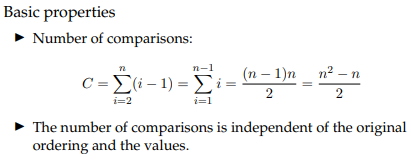 Basic properties
▶ Number of comparisons:
C = \sum_{i=2}^{n} (i − 1) = \sum_{i=1}^{n−1} i = \frac{(n − 1)n}{2} = \frac{n^2 − n}{2}
▶ The number of comparisons is independent of the original
ordering and the values.